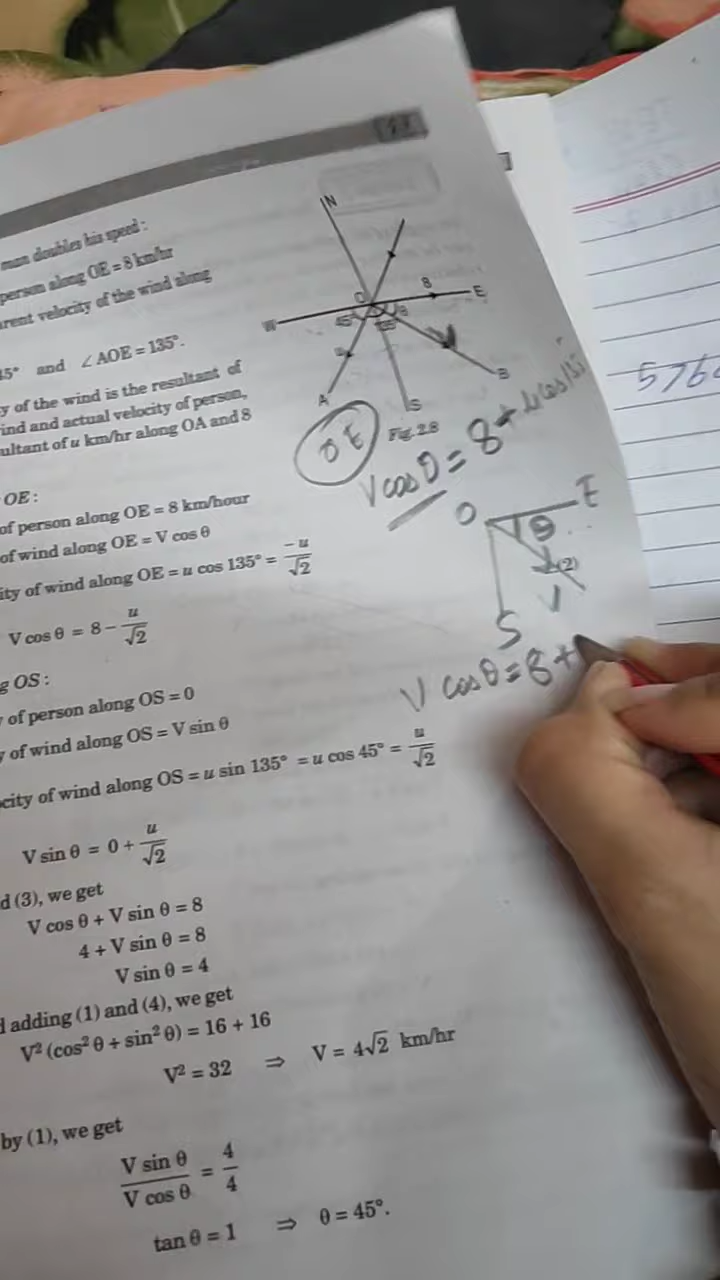 man doubles his speed :
person along OE = 8 km/hr
rent velocity of the wind along
5° and ∠AOE = 135°.
y of the wind is the resultant of
ind and actual velocity of person,
ultant of u km/hr along OA and 8
N
O
8
E
W
45°
θ
u
V
A
S
B
Fig. 2.8
OE
V cos θ = 8 + u cos 135
OE :
of person along OE = 8 km/hour
of wind along OE = V cos θ
ity of wind along OE = u cos 135° = −u/√2
V cos θ = 8 − u/√2
O
E
θ
(2)
V
S
V cos θ = 8 +
576
g OS :
y of person along OS = 0
y of wind along OS = V sin θ
city of wind along OS = u sin 135° = u cos 45° = u/√2
V sin θ = 0 + u/√2
d (3), we get
V cos θ + V sin θ = 8
4 + V sin θ = 8
V sin θ = 4
d adding (1) and (4), we get
V² (cos² θ + sin² θ) = 16 + 16
V² = 32 ⇒ V = 4√2 km/hr
by (1), we get
V sin θ / V cos θ = 4/4
tan θ = 1 ⇒ θ = 45°.